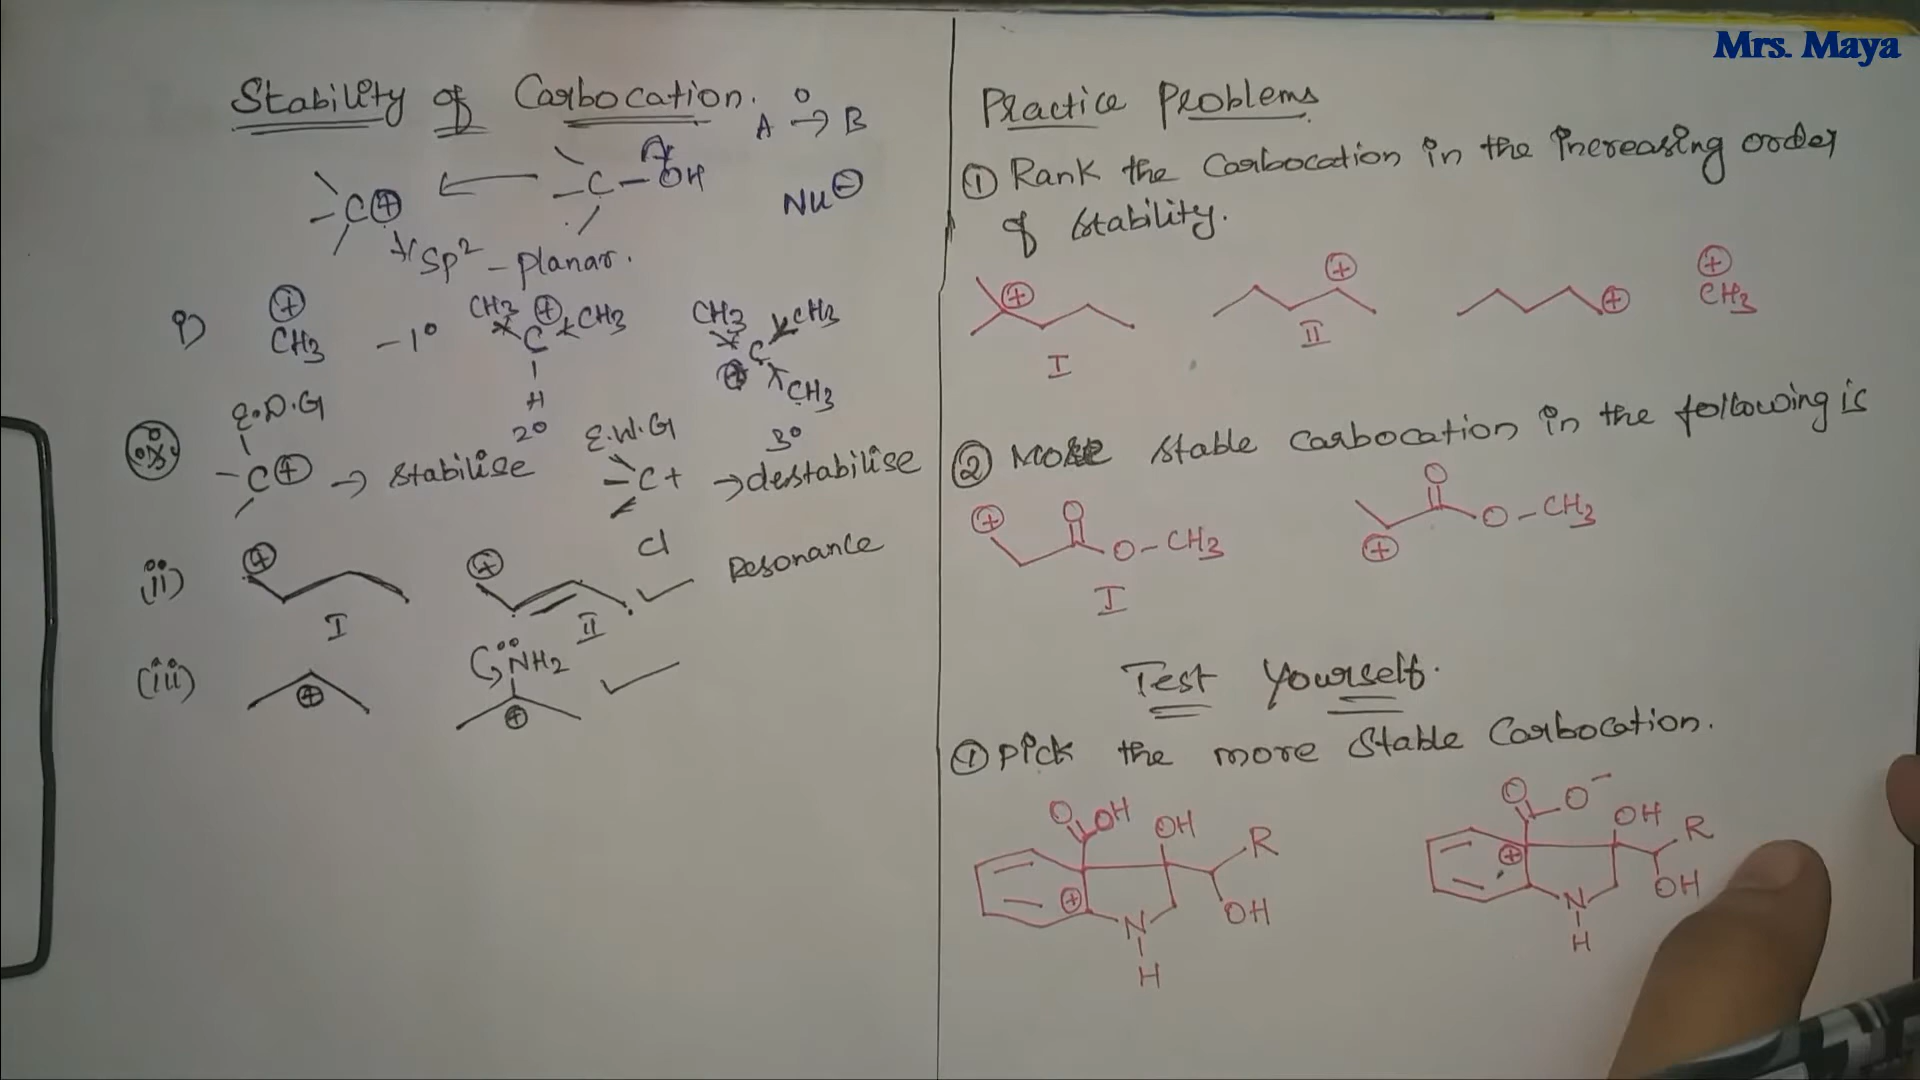 Mrs. Maya
Stability of Carbocation.
A → B
C⊕ ← C-OH
Nu⊖
sp² - planar.
i)
⊕
CH3 - 1°
CH3 ⊕ CH3
C
H
2°
CH3 CH3
C
⊕ CH3
3°
E.D.G
C⊕ → stabilise
E.W.G
C+ → destabilise
Cl
(ii) ⊕ I
⊕ II
Resonance
(iii) ⊕
NH2
⊕
Practice Problems
① Rank the Carbocation in the increasing order
of stability.
⊕ I
⊕ II
⊕
⊕
CH3
② More stable carbocation in the following is
⊕ O
O-CH3
I
O
O-CH3
⊕
Test Yourself.
① Pick the more Stable Carbocation.
O OH OH R
⊕ OH
N
H
O O⁻ OH R
⊕ OH
N
H